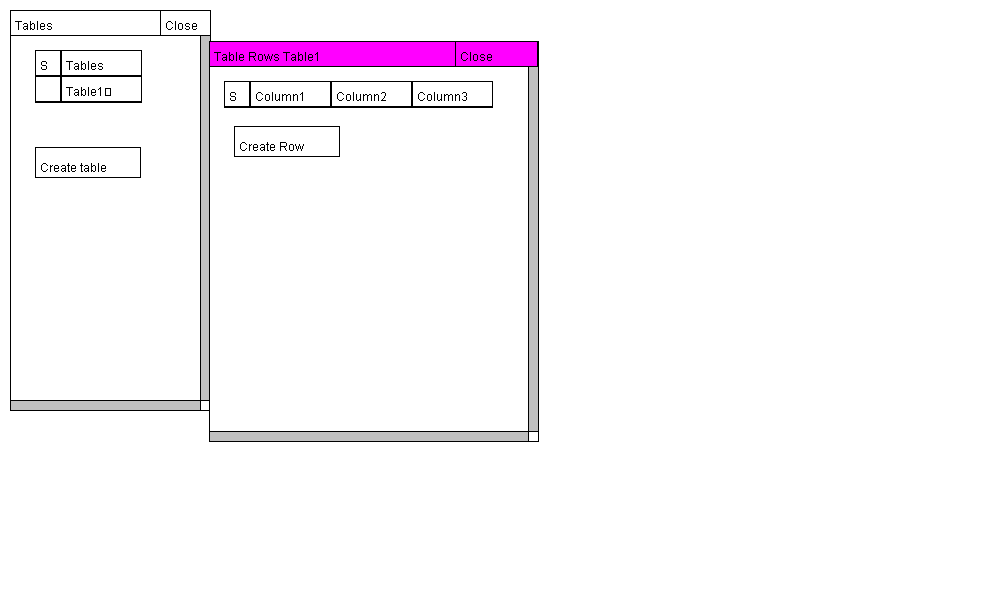 Tables Close
S Tables
Table1▯
Create table
Table Rows Table1 Close
S Column1 Column2 Column3
Create Row